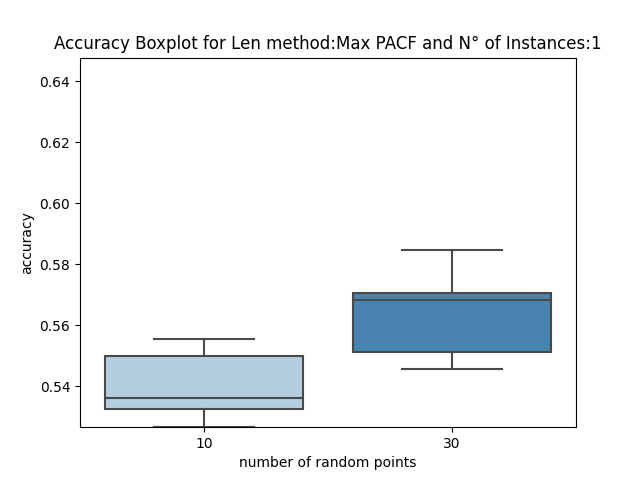 Accuracy Boxplot for Len method:Max PACF and N° of Instances:1
0.64
0.62
0.60
0.58
0.56
0.54
accuracy
10 30
number of random points